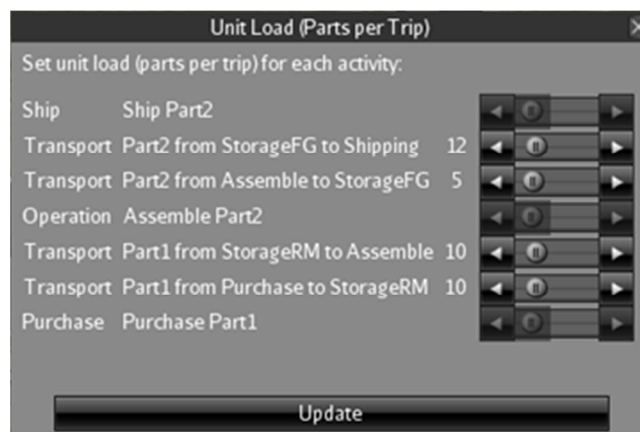 Unit Load (Parts per Trip)
Set unit load (parts per trip) for each activity:
Ship Ship Part2
Transport Part2 from StorageFG to Shipping 12
Transport Part2 from Assemble to StorageFG 5
Operation Assemble Part2
Transport Part1 from StorageRM to Assemble 10
Transport Part1 from Purchase to StorageRM 10
Purchase Purchase Part1
Update